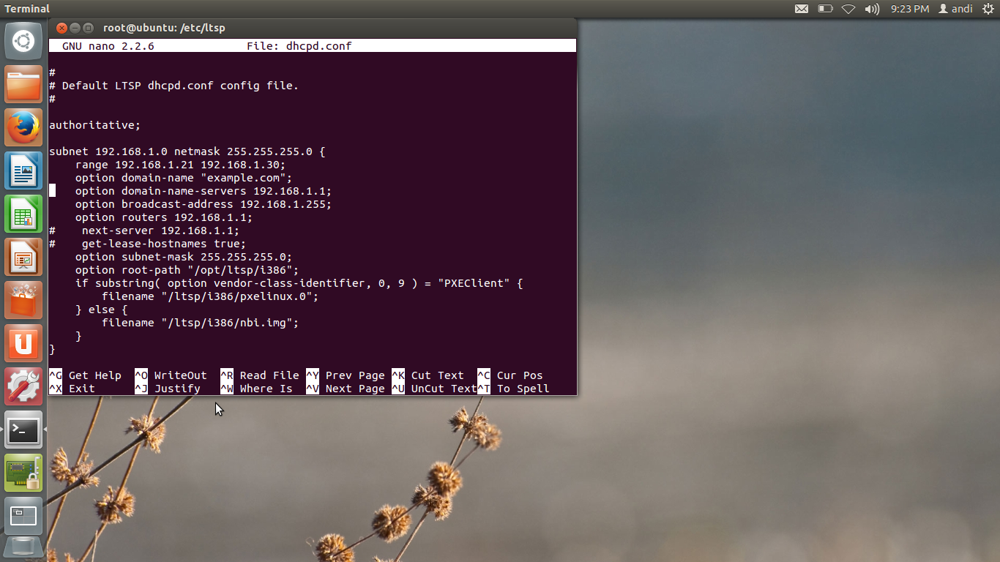 Terminal
9:23 PM
andi
root@ubuntu: /etc/ltsp
GNU nano 2.2.6 File: dhcpd.conf
#
# Default LTSP dhcpd.conf config file.
#
authoritative;
subnet 192.168.1.0 netmask 255.255.255.0 {
range 192.168.1.21 192.168.1.30;
option domain-name "example.com";
option domain-name-servers 192.168.1.1;
option broadcast-address 192.168.1.255;
option routers 192.168.1.1;
# next-server 192.168.1.1;
# get-lease-hostnames true;
option subnet-mask 255.255.255.0;
option root-path "/opt/ltsp/i386";
if substring( option vendor-class-identifier, 0, 9 ) = "PXEClient" {
filename "/ltsp/i386/pxelinux.0";
} else {
filename "/ltsp/i386/nbi.img";
}
}
^G Get Help ^O WriteOut ^R Read File ^Y Prev Page ^K Cut Text ^C Cur Pos
^X Exit ^J Justify ^W Where Is ^V Next Page ^U UnCut Text^T To Spell